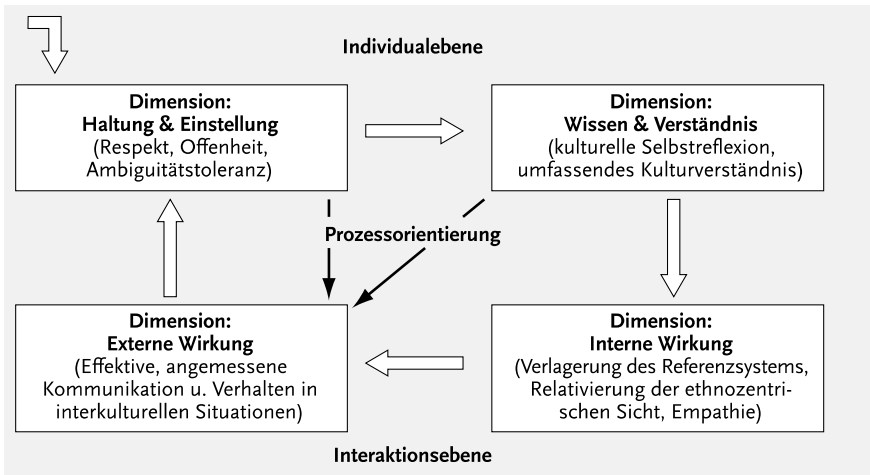 Individualebene
Dimension:
Haltung & Einstellung
(Respekt, Offenheit,
Ambiguitätstoleranz)
Dimension:
Wissen & Verständnis
(kulturelle Selbstreflexion,
umfassendes Kulturverständnis)
Prozessorientierung
Dimension:
Externe Wirkung
(Effektive, angemessene
Kommunikation u. Verhalten in
interkulturellen Situationen)
Dimension:
Interne Wirkung
(Verlagerung des Referenzsystems,
Relativierung der ethnozentri-
schen Sicht, Empathie)
Interaktionsebene